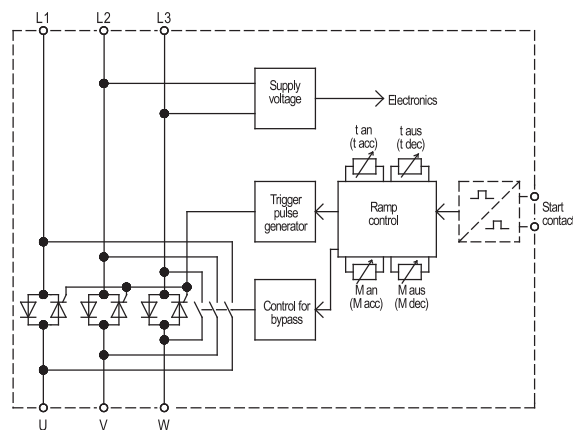 L1 L2 L3
Supply
voltage
Electronics
t an
(t acc)
t aus
(t dec)
Trigger
pulse
generator
Ramp
control
Start
contact
M an
(M acc)
M aus
(M dec)
Control for
bypass
U V W